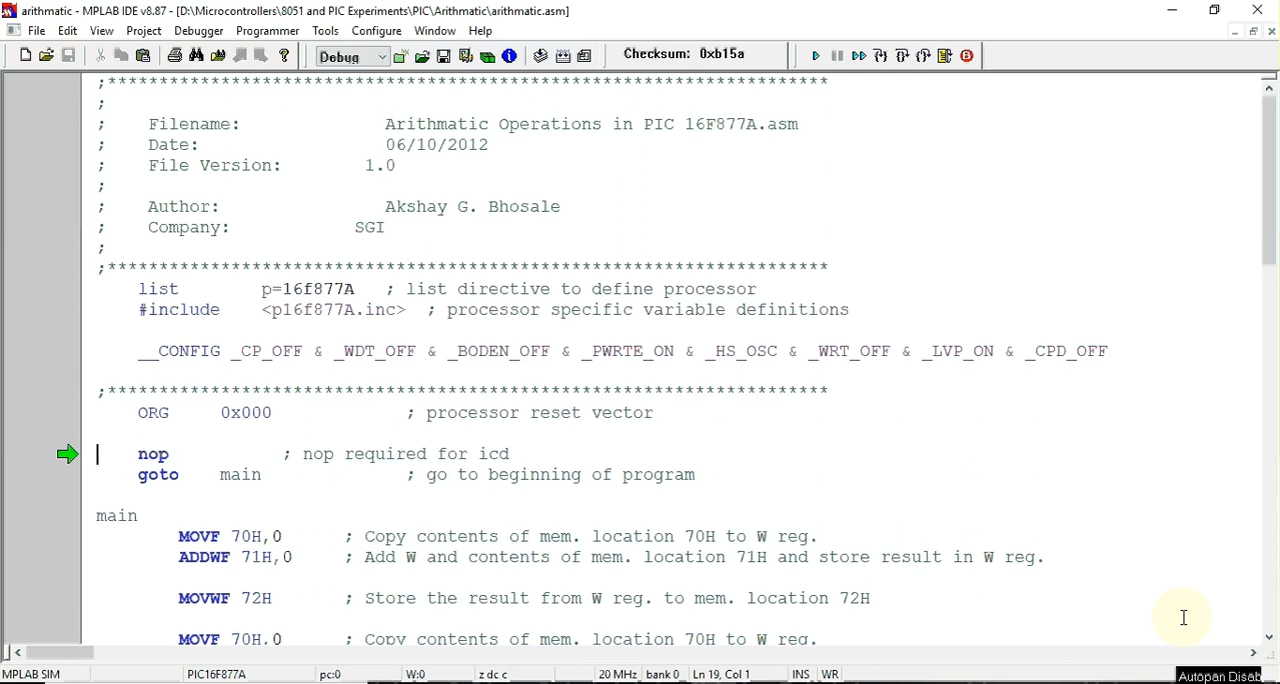 arithmatic - MPLAB IDE v8.87 - [D:\Microcontrollers\8051 and PIC Experiments\PIC\Arithmatic\arithmatic.asm]
File Edit View Project Debugger Programmer Tools Configure Window Help
Debug Checksum: 0xb15a
;**********************************************************************
;
; Filename: Arithmatic Operations in PIC 16F877A.asm
; Date: 06/10/2012
; File Version: 1.0
;
; Author: Akshay G. Bhosale
; Company: SGI
;
;**********************************************************************
list p=16f877A ; list directive to define processor
#include <p16f877A.inc> ; processor specific variable definitions
__CONFIG _CP_OFF & _WDT_OFF & _BODEN_OFF & _PWRTE_ON & _HS_OSC & _WRT_OFF & _LVP_ON & _CPD_OFF
;**********************************************************************
ORG 0x000 ; processor reset vector
nop ; nop required for icd
goto main ; go to beginning of program
main
MOVF 70H,0 ; Copy contents of mem. location 70H to W reg.
ADDWF 71H,0 ; Add W and contents of mem. location 71H and store result in W reg.
MOVWF 72H ; Store the result from W reg. to mem. location 72H
MOVF 70H,0 ; Copy contents of mem. location 70H to W reg.
MPLAB SIM PIC16F877A pc:0 W:0 z dc c 20 MHz bank 0 Ln 19, Col 1 INS WR
Autopan Disab